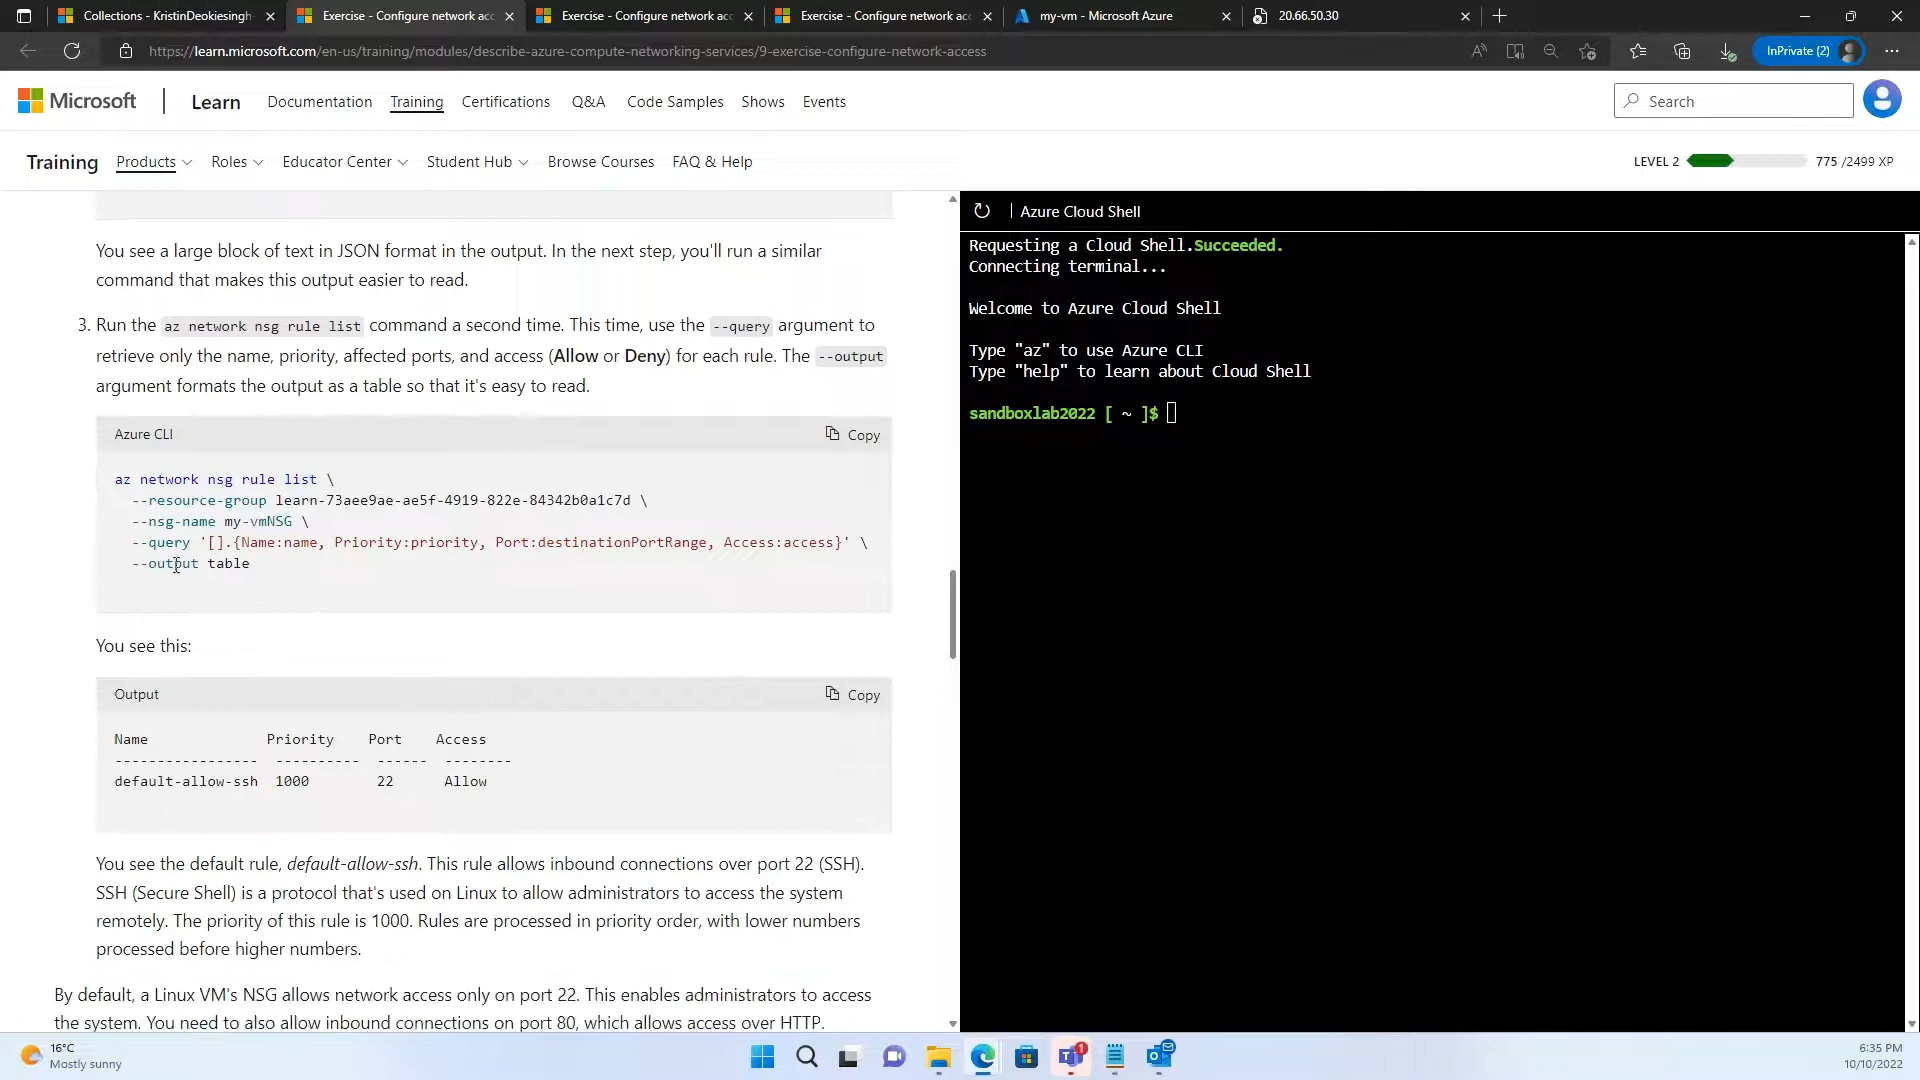 Collections - KristinDeokiesingh
Exercise - Configure network acc
Exercise - Configure network acc
Exercise - Configure network acc
my-vm - Microsoft Azure
20.66.50.30
https://learn.microsoft.com/en-us/training/modules/describe-azure-compute-networking-services/9-exercise-configure-network-access
InPrivate (2)
Microsoft
Learn
Documentation
Training
Certifications
Q&A
Code Samples
Shows
Events
Search
Training
Products
Roles
Educator Center
Student Hub
Browse Courses
FAQ & Help
LEVEL 2
775 /2499 XP
You see a large block of text in JSON format in the output. In the next step, you'll run a similar
command that makes this output easier to read.
3. Run the az network nsg rule list command a second time. This time, use the --query argument to
retrieve only the name, priority, affected ports, and access (Allow or Deny) for each rule. The --output
argument formats the output as a table so that it's easy to read.
Azure CLI
Copy
az network nsg rule list \
--resource-group learn-73aee9ae-ae5f-4919-822e-84342b0a1c7d \
--nsg-name my-vmNSG \
--query '[].{Name:name, Priority:priority, Port:destinationPortRange, Access:access}' \
--output table
You see this:
Output
Copy
Name Priority Port Access
----------------- ---------- ------ --------
default-allow-ssh 1000 22 Allow
You see the default rule, default-allow-ssh. This rule allows inbound connections over port 22 (SSH).
SSH (Secure Shell) is a protocol that's used on Linux to allow administrators to access the system
remotely. The priority of this rule is 1000. Rules are processed in priority order, with lower numbers
processed before higher numbers.
By default, a Linux VM's NSG allows network access only on port 22. This enables administrators to access
the system. You need to also allow inbound connections on port 80, which allows access over HTTP.
Azure Cloud Shell
Requesting a Cloud Shell.Succeeded.
Connecting terminal...
Welcome to Azure Cloud Shell
Type "az" to use Azure CLI
Type "help" to learn about Cloud Shell
sandboxlab2022 [ ~ ]$
16°C
Mostly sunny
1
6:35 PM
10/10/2022